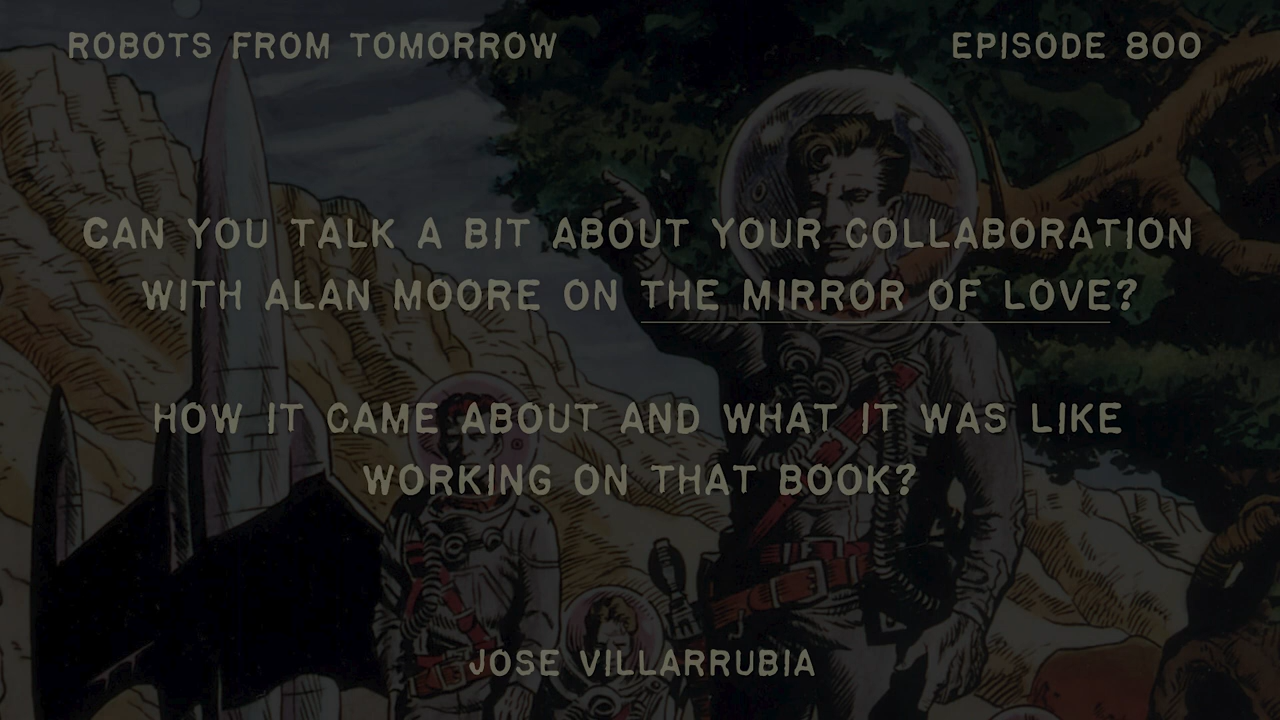 ROBOTS FROM TOMORROW
EPISODE 800
CAN YOU TALK A BIT ABOUT YOUR COLLABORATION
WITH ALAN MOORE ON THE MIRROR OF LOVE?
HOW IT CAME ABOUT AND WHAT IT WAS LIKE
WORKING ON THAT BOOK?
JOSE VILLARRUBIA